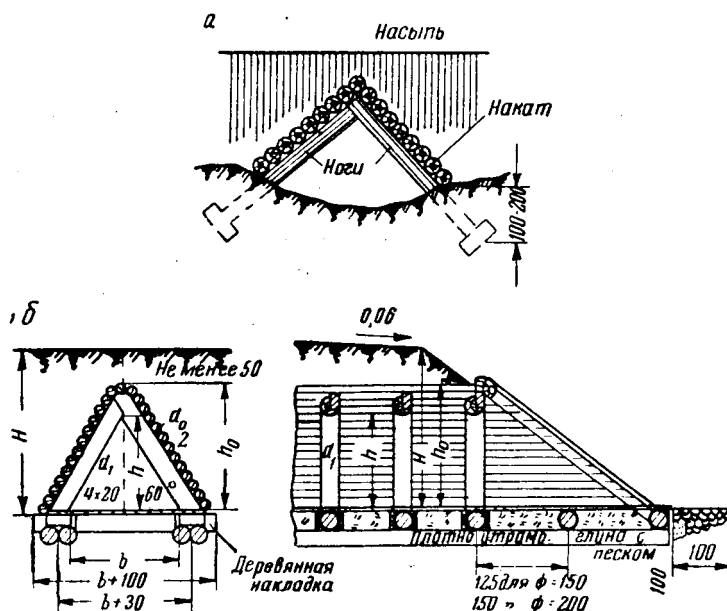 а
Насыпь
Накат
Ноги
100-200
б
0,06
Не менее 50
H
d₀
2
h₀
d₁
h
4×20
60°
b
b+100
b+30
Деревянная
накладка
d₁
h
H
h₀
Плотно утрамб. глина с
песком
100
100
125 для ф=150
150 „ ф=200